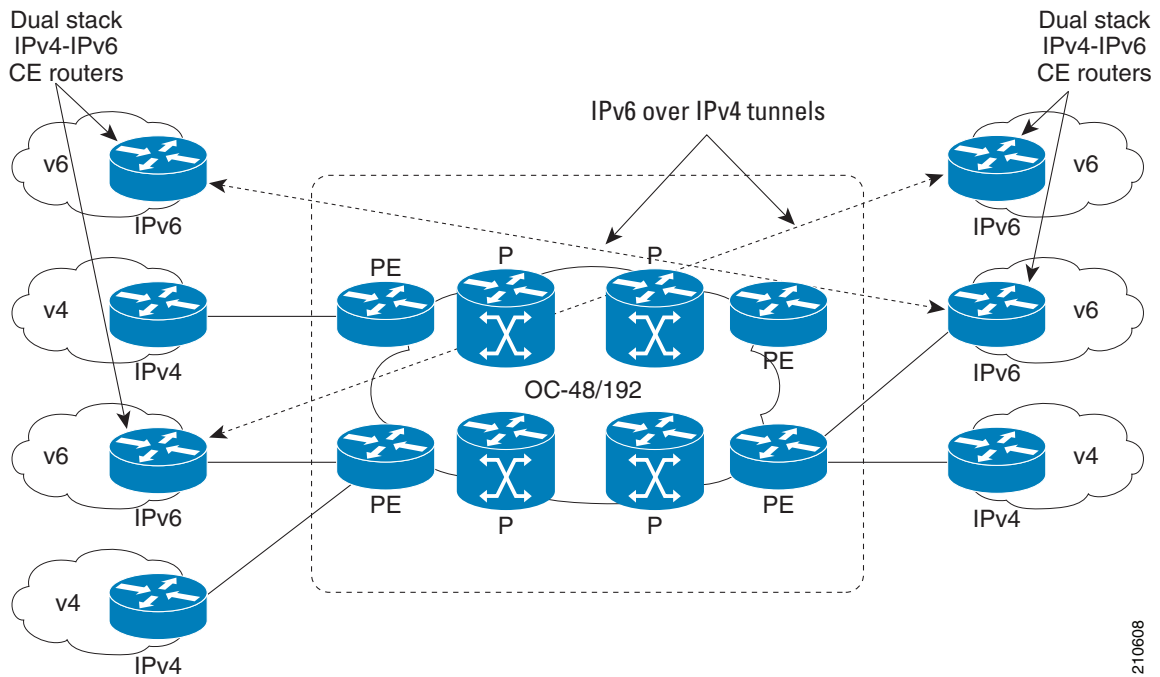 Dual stack
IPv4-IPv6
CE routers
Dual stack
IPv4-IPv6
CE routers
IPv6 over IPv4 tunnels
v6
IPv6
v6
IPv6
P
P
PE
v4
IPv4
PE
v6
IPv6
OC-48/192
v6
IPv6
PE
P
P
PE
v4
IPv4
v4
IPv4
210608